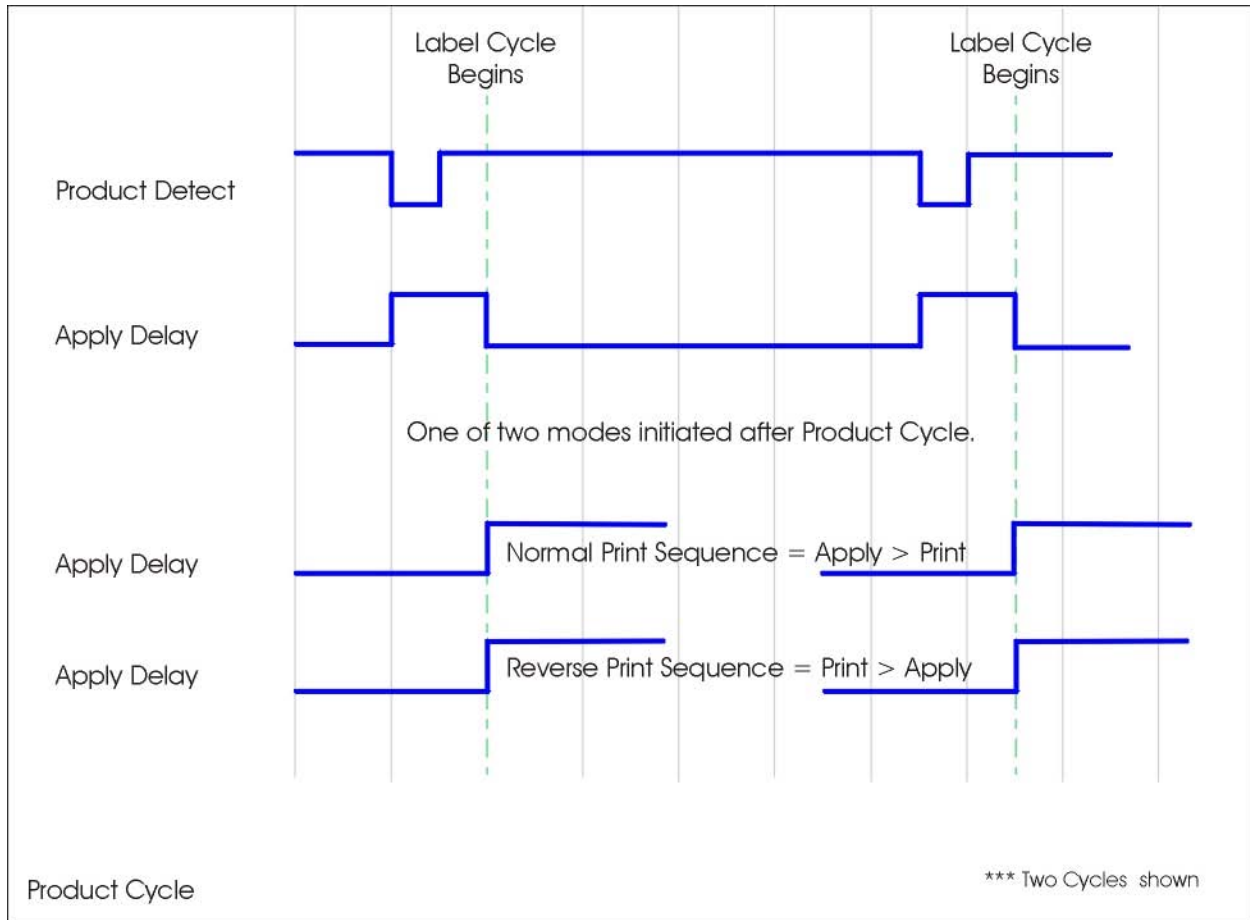 Label Cycle
Begins
Label Cycle
Begins
Product Detect
Apply Delay
One of two modes initiated after Product Cycle.
Apply Delay
Normal Print Sequence = Apply > Print
Apply Delay
Reverse Print Sequence = Print > Apply
Product Cycle
*** Two Cycles shown